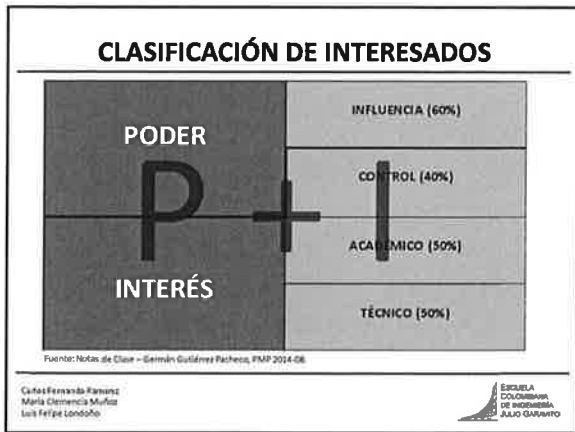 CLASIFICACIÓN DE INTERESADOS
PODER
INTERÉS
INFLUENCIA (60%)
CONTROL (40%)
ACADÉMICO (50%)
TÉCNICO (50%)
P + I
Fuente: Notas de Clase – Germán Gutiérrez Pacheco, PMP 2014-08
Carlos Fernando Ramírez
María Clemencia Muñoz
Luis Felipe Londoño
ESCUELA
COLOMBIANA
DE INGENIERÍA
JULIO GARAVITO